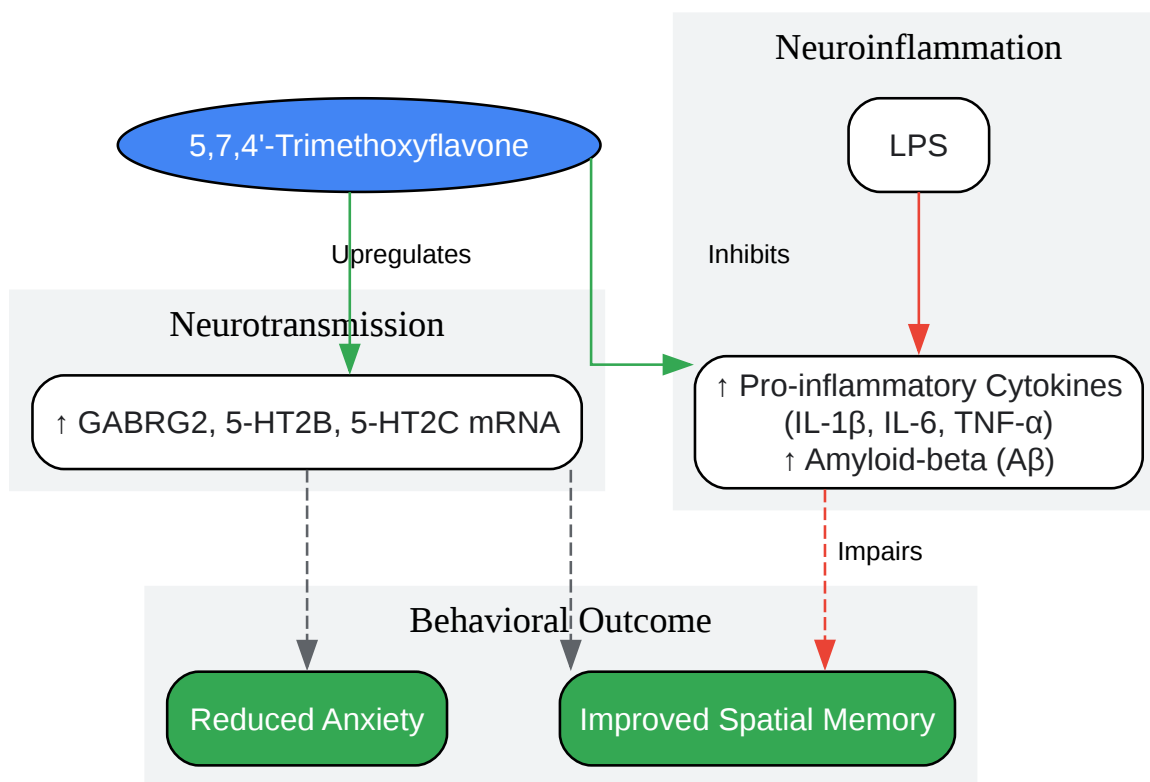 Neuroinflammation
5,7,4'-Trimethoxyflavone
LPS
Upregulates
Inhibits
Neurotransmission
↑ GABRG2, 5-HT2B, 5-HT2C mRNA
↑ Pro-inflammatory Cytokines
(IL-1β, IL-6, TNF-α)
↑ Amyloid-beta (Aβ)
Impairs
Behavioral Outcome
Reduced Anxiety
Improved Spatial Memory